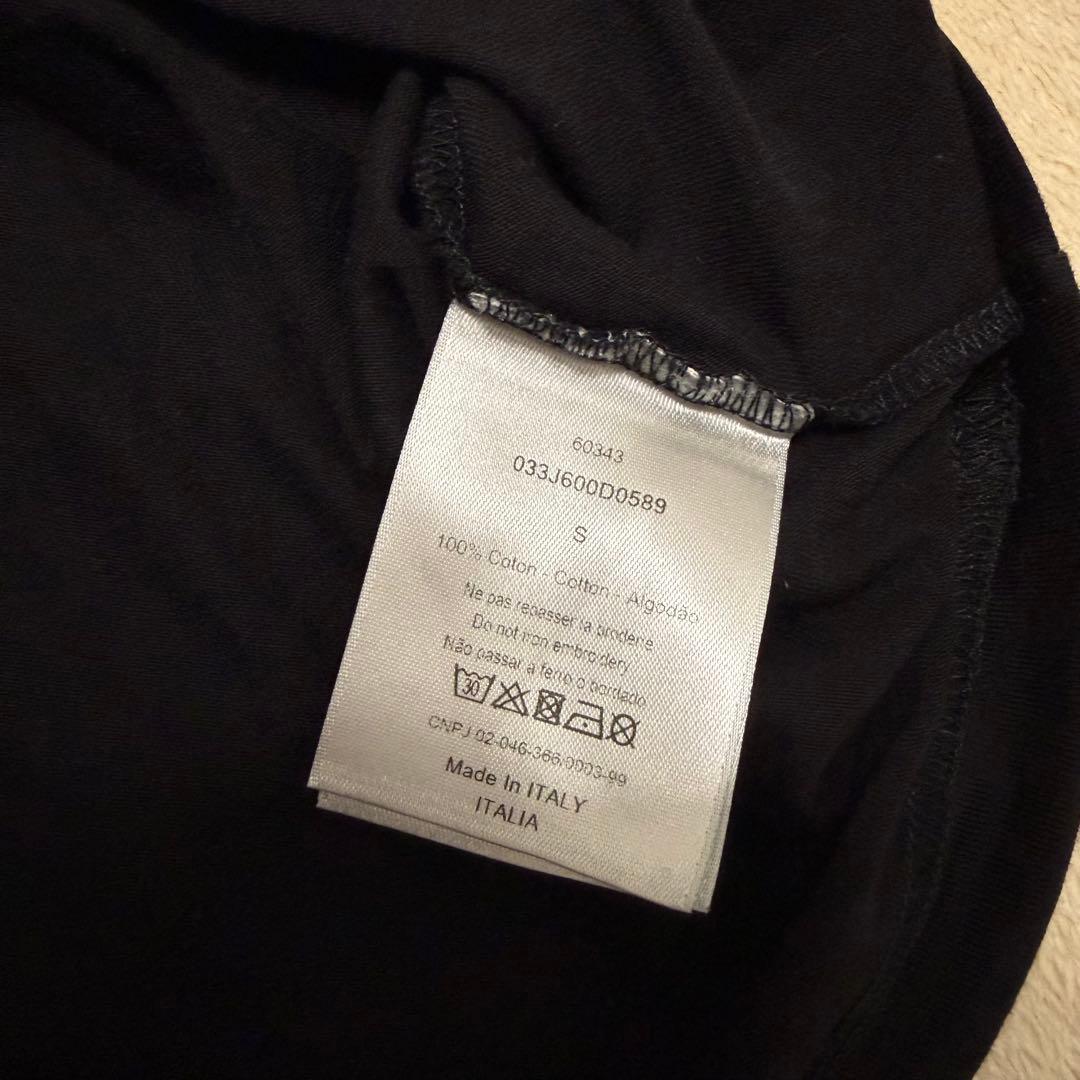 60343
033J600D0589
S
100% Coton - Cotton - Algodão
Ne pas repasser la broderie
Do not iron embroidery
Não passar a ferro o bordado
30
CNPJ 02-046-366/0003-99
Made In ITALY
ITALIA